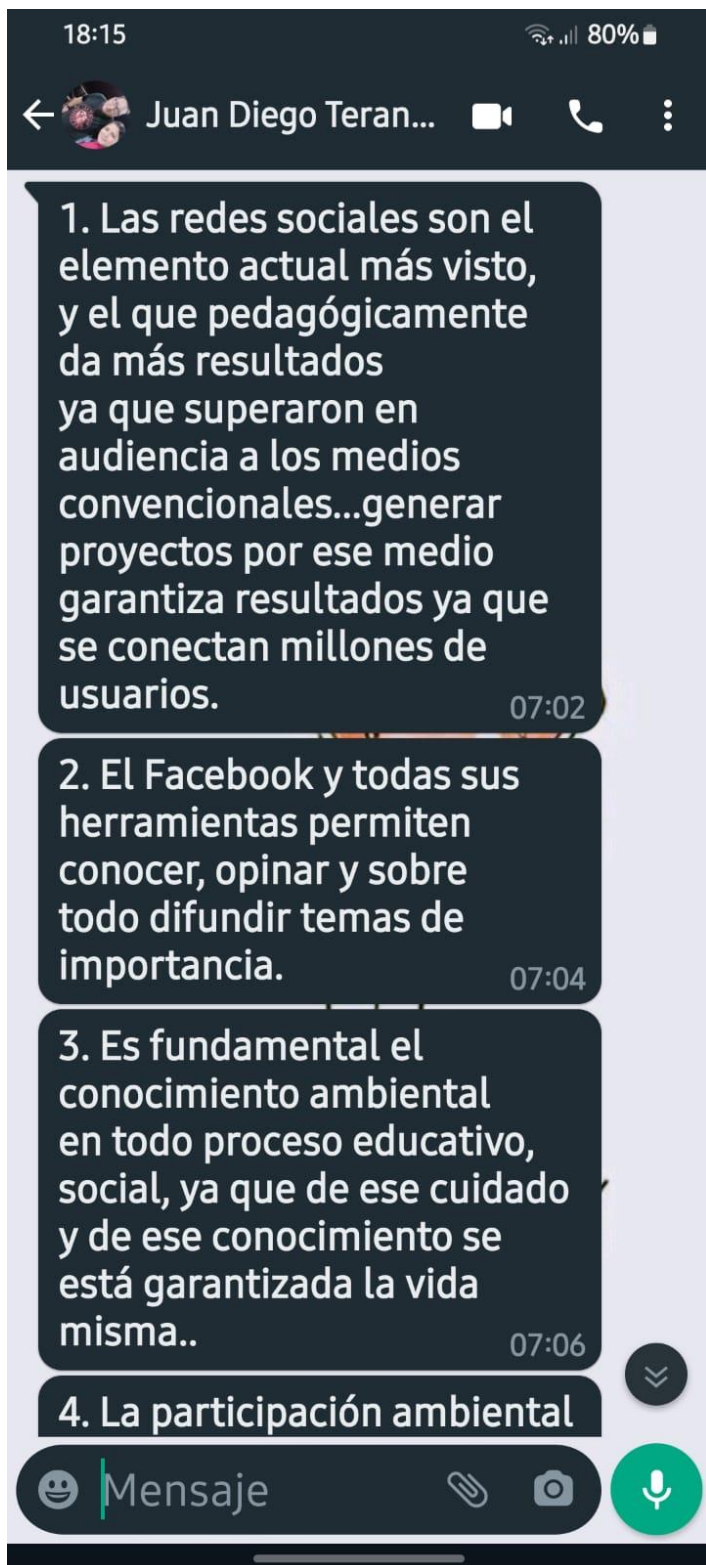 18:15
80%
Juan Diego Teran...
1. Las redes sociales son el
elemento actual más visto,
y el que pedagógicamente
da más resultados
ya que superaron en
audiencia a los medios
convencionales...generar
proyectos por ese medio
garantiza resultados ya que
se conectan millones de
usuarios.
07:02
2. El Facebook y todas sus
herramientas permiten
conocer, opinar y sobre
todo difundir temas de
importancia.
07:04
3. Es fundamental el
conocimiento ambiental
en todo proceso educativo,
social, ya que de ese cuidado
y de ese conocimiento se
está garantizada la vida
misma..
07:06
4. La participación ambiental
Mensaje